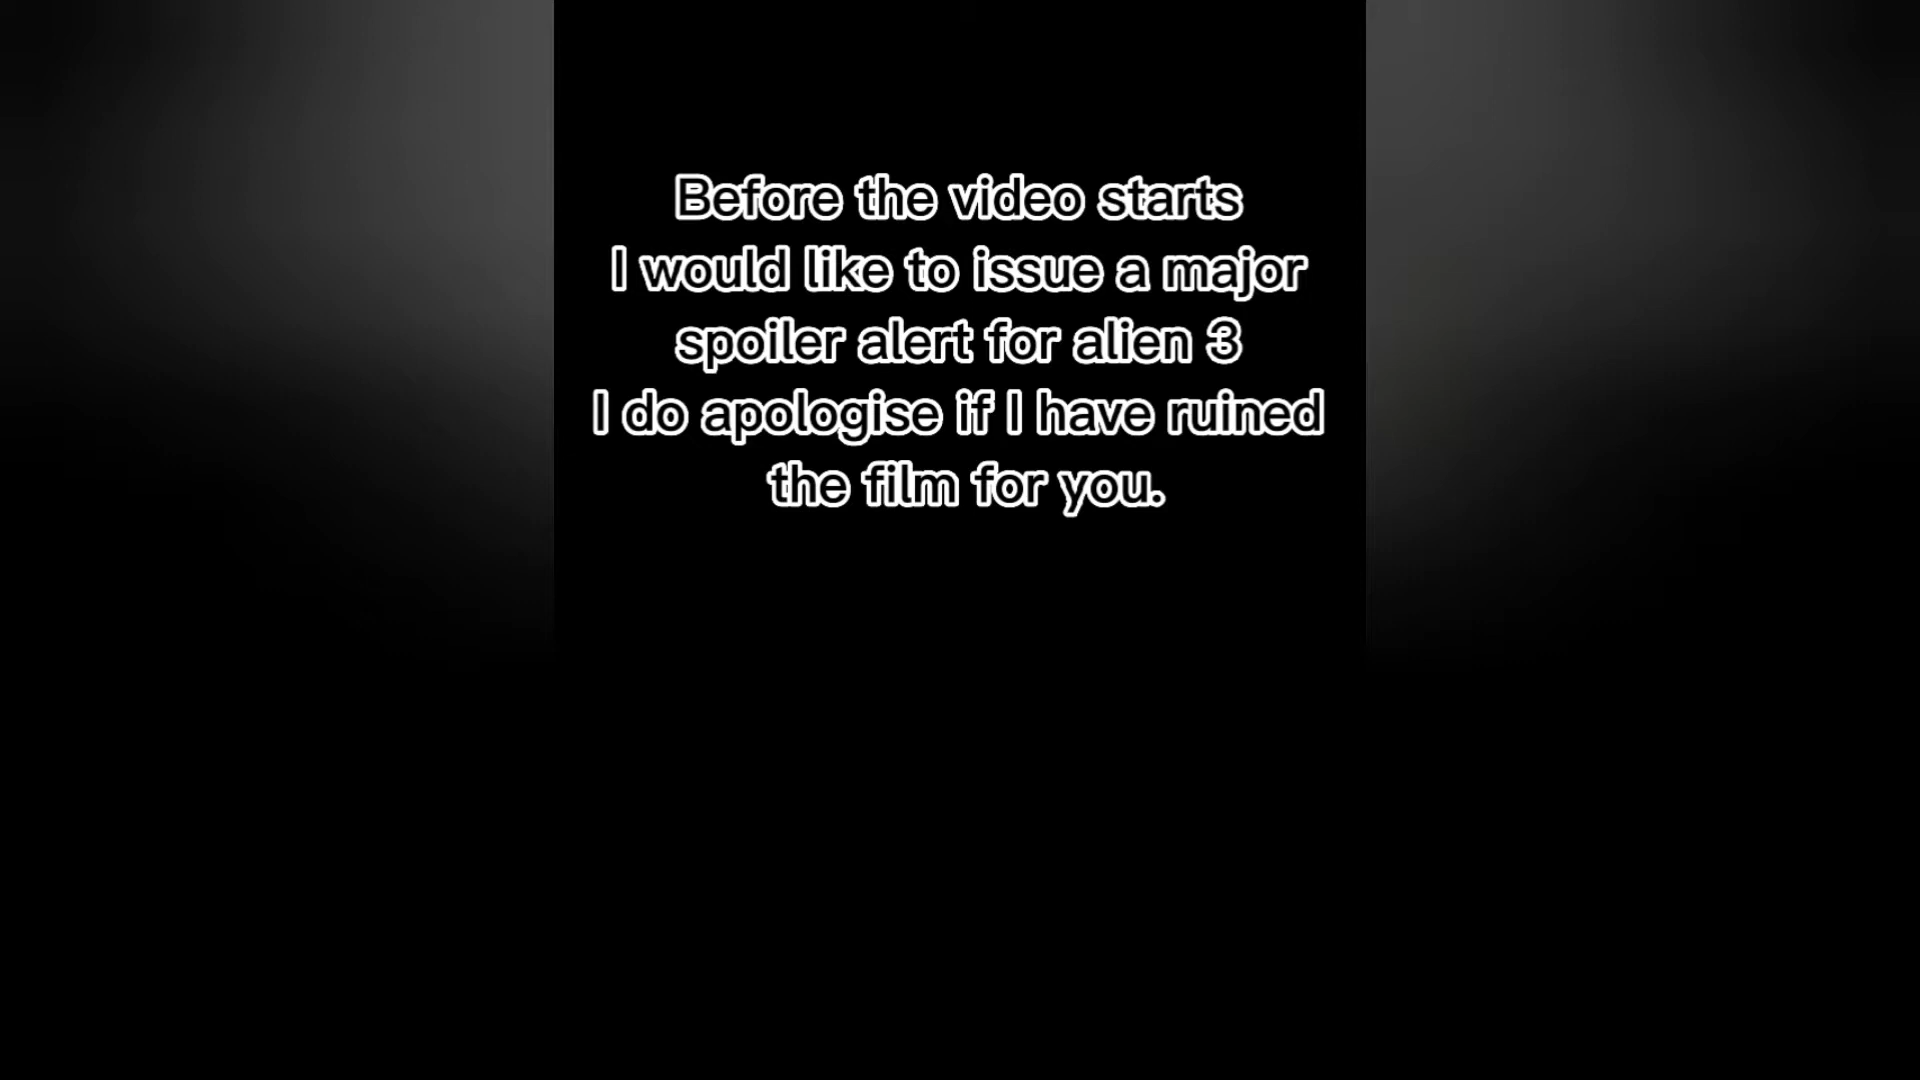 Before the video starts
I would like to issue a major
spoiler alert for alien 3
I do apologise if I have ruined
the film for you.